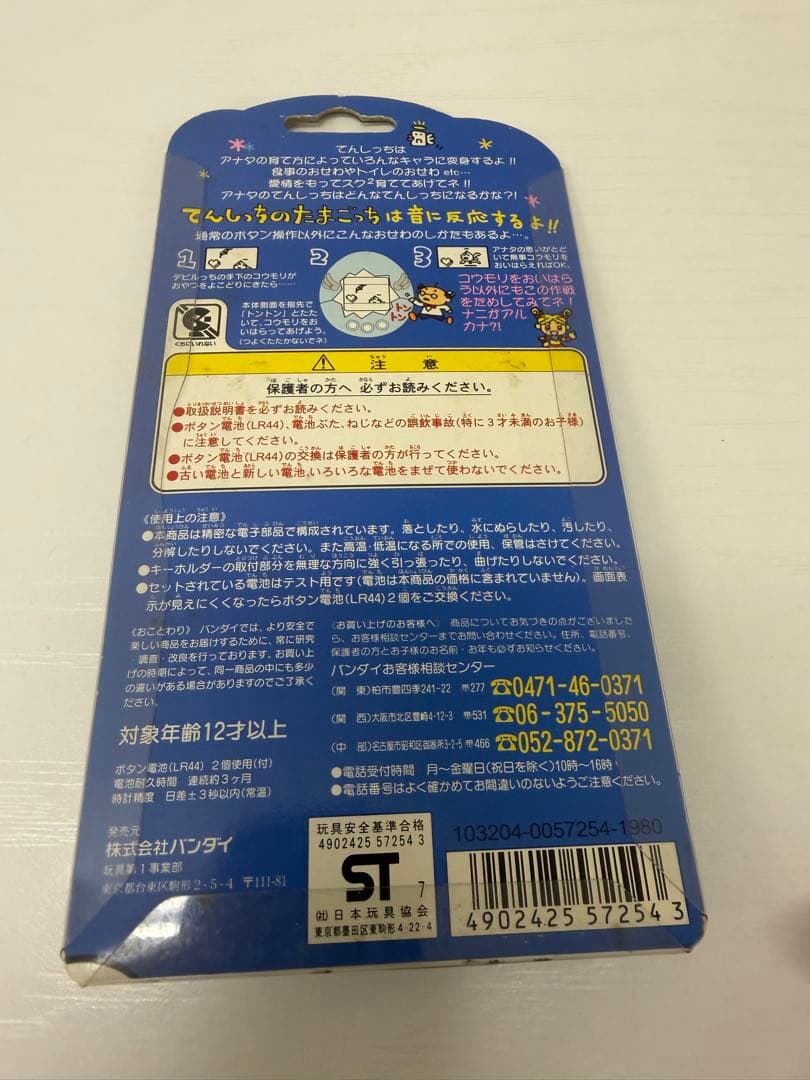 てんしっちは
アナタの育て方によっていろんなキャラに変身するよ!!
食事のおせわやトイレのおせわ etc…
愛情をもってスク²育ててあげてネ!!
アナタのてんしっちはどんなてんしっちになるかな?!
てんしっちのたまごっちは音に反応するよ!!
通常のボタン操作以外にこんなおせわのしかたもあるよ…。
1
デビルっちの手下のコウモリが
おやつをよこどりにきたら……
2
本体側面を指先で
「トントン」とたた
いて、コウモリをお
いはらってあげよう。
(つよくたたかないでネ)
トントン
3
アナタの思いがとど
いて無事コウモリを
おいはらえればOK。
コウモリをおいはら
う以外にもこの作戦
をためしてみてネ!
ナニがアル
カナ?!
くちにいれない
注意
保護者の方へ 必ずお読みください。
●取扱説明書を必ずお読みください。
●ボタン電池(LR44)、電池ぶた、ねじなどの誤飲事故(特に3才未満のお子様)
に注意してください。
●ボタン電池(LR44)の交換は保護者の方が行ってください。
●古い電池と新しい電池、いろいろな電池をまぜて使わないでください。
《使用上の注意》
●本商品は精密な電子部品で構成されています。落としたり、水にぬらしたり、汚したり、
分解したりしないでください。また高温・低温になる所での使用、保管はさけてください。
●キーホルダーの取付部分を無理な方向に強く引っ張ったり、曲げたりしないでください。
●セットされている電池はテスト用です(電池は本商品の価格に含まれていません)。画面表
示が見えにくくなったらボタン電池(LR44)2個をご交換ください。
《おことわり》 バンダイでは、より安全で
楽しい商品をお届けするために、常に研究
・調査・改良を行っております。お買い上
げの時期によって、同一商品の中にも多少
の違いがある場合がありますのでご了承く
ださい。
〈お買い上げのお客様へ〉 商品についてお気づきの点がございました
ら、お客様相談センターまでお問い合わせください。住所、電話番号、
保護者の方とお子様のお名前・お年も必ずお知らせください。
バンダイお客様相談センター
(関 東)柏市豊四季241-22 〒277 ☎0471-46-0371
(関 西)大阪市北区豊崎4-12-3 〒531 ☎06-375-5050
(中 部)名古屋市昭和区御器所3-2-5 〒466 ☎052-872-0371
●電話受付時間 月〜金曜日(祝日を除く)10時〜16時
●電話番号はよく確かめてお間違いのないようご注意ください。
対象年齢12才以上
ボタン電池(LR44) 2個使用(付)
電池耐久時間 連続約3ヶ月
時計精度 日差±3秒以内(常温)
発売元
株式会社バンダイ
玩具第1事業部
東京都台東区駒形2-5-4 〒111-81
玩具安全基準合格
4902425 57254 3
ST
7
(社)日本玩具協会
東京都墨田区東駒形4-22-4
103204-0057254-1980
4902425 572543